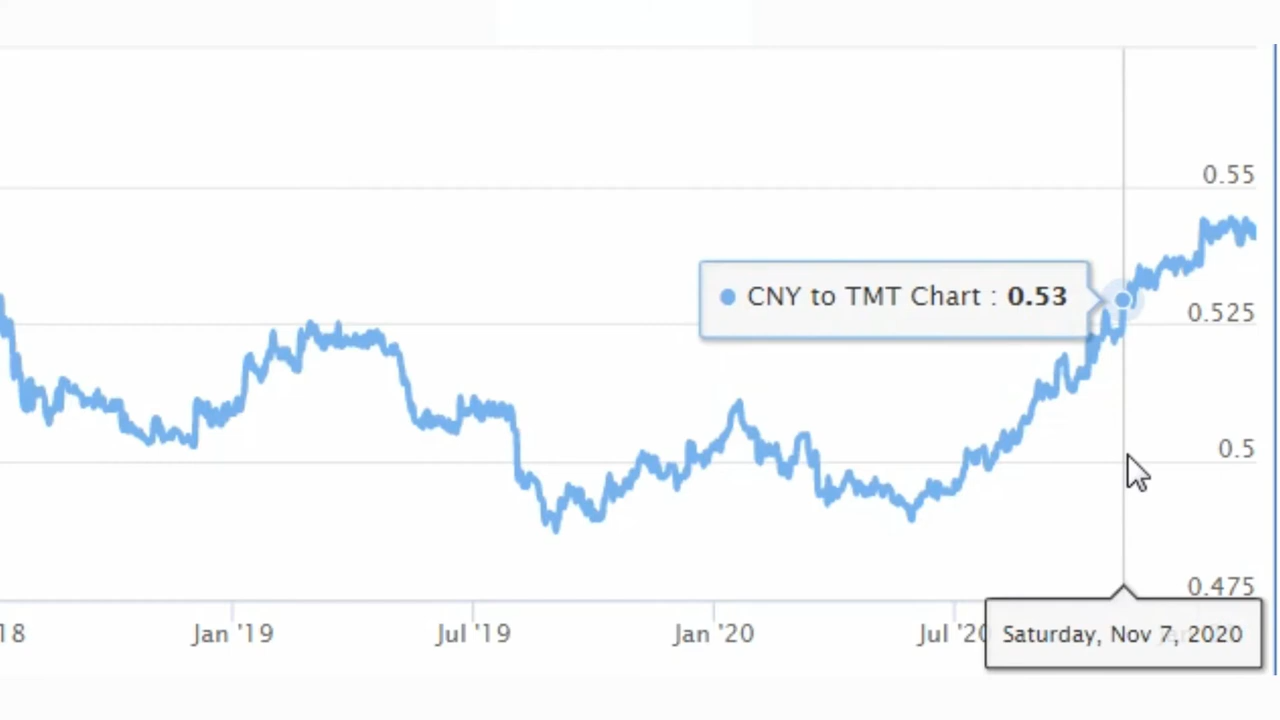 0.55
CNY to TMT Chart : 0.53
0.525
0.5
0.475
18 Jan '19 Jul '19 Jan '20 Jul '20
Saturday, Nov 7, 2020